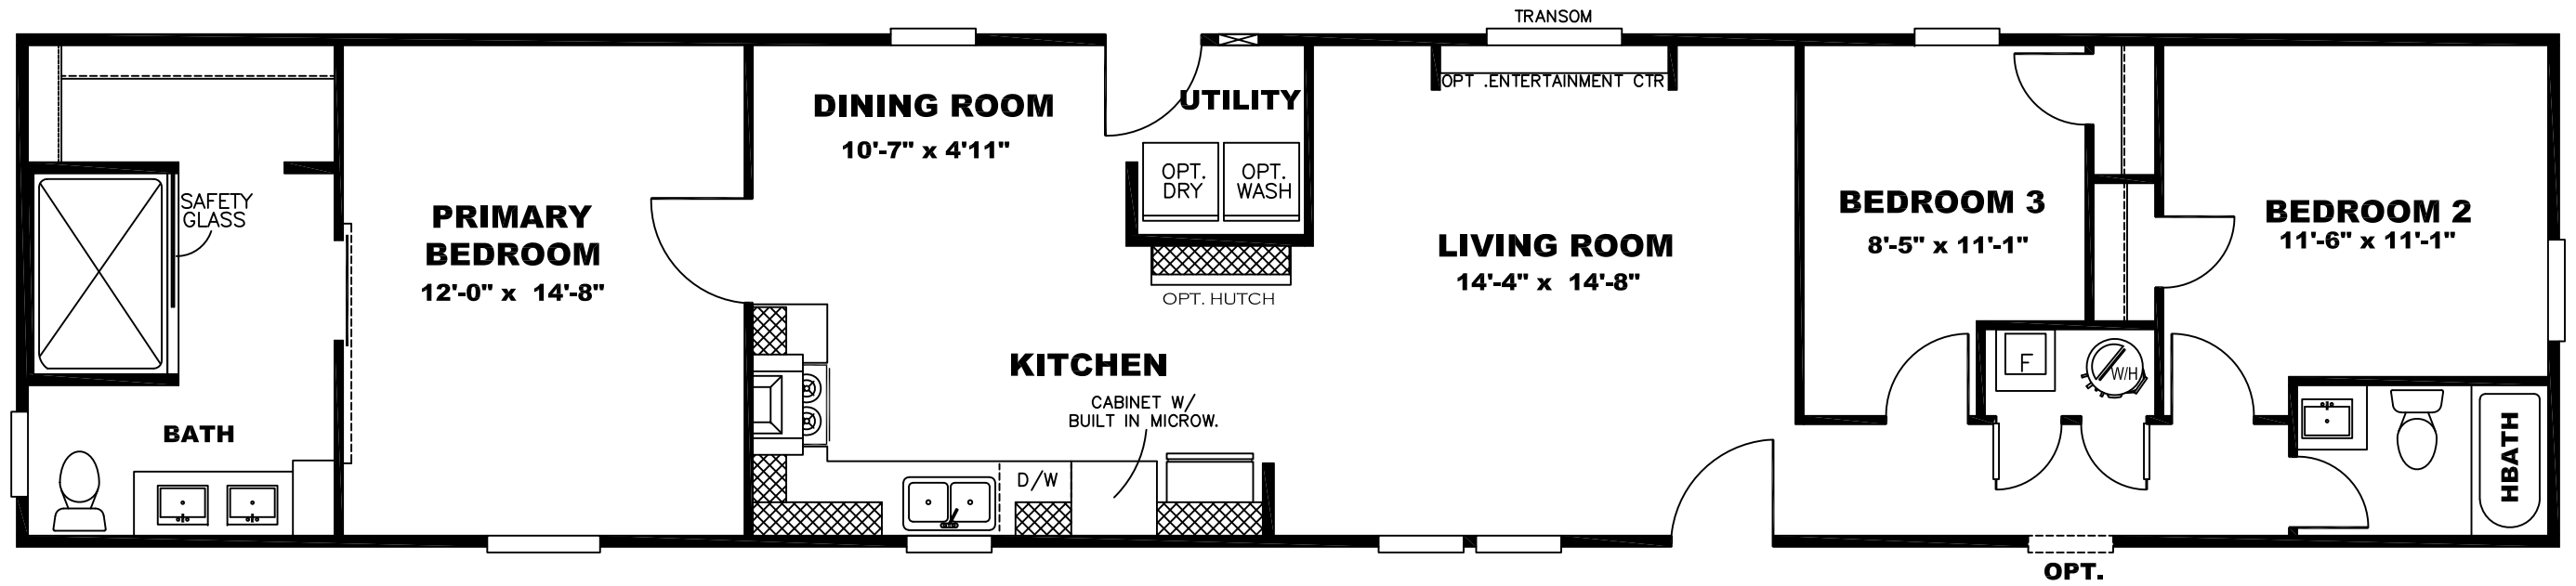 TRANSOM
OPT .ENTERTAINMENT CTR
DINING ROOM
10'-7" x 4'11"
UTILITY
OPT.
DRY
OPT.
WASH
SAFETY
GLASS
PRIMARY
BEDROOM
12'-0" x 14'-8"
LIVING ROOM
14'-4" x 14'-8"
BEDROOM 3
8'-5" x 11'-1"
BEDROOM 2
11'-6" x 11'-1"
OPT. HUTCH
KITCHEN
CABINET W/
BUILT IN MICROW.
F
W/H
BATH
D/W
HBATH
OPT.